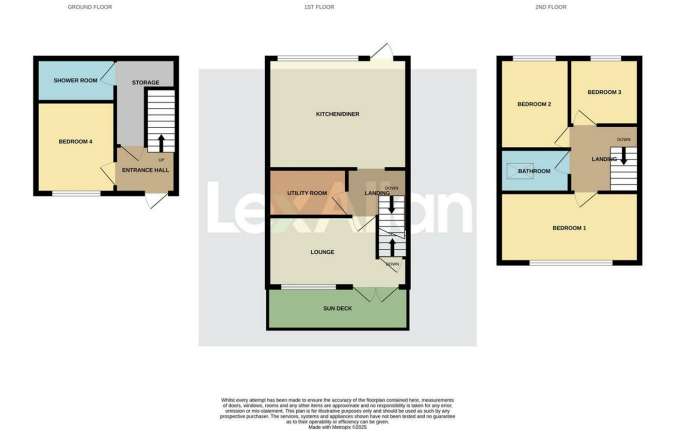 GROUND FLOOR
1ST FLOOR
2ND FLOOR
SHOWER ROOM
STORAGE
BEDROOM 4
UP
ENTRANCE HALL
KITCHEN/DINER
UTILITY ROOM
LANDING
DOWN
LOUNGE
DOWN
SUN DECK
BEDROOM 2
BEDROOM 3
DOWN
LANDING
BATHROOM
BEDROOM 1
LexAllan
Whilst every attempt has been made to ensure the accuracy of the floorplan contained here, measurements
of doors, windows, rooms and any other items are approximate and no responsibility is taken for any error,
omission or mis-statement. This plan is for illustrative purposes only and should be used as such by any
prospective purchaser. The services, systems and appliances shown have not been tested and no guarantee
as to their operability or efficiency can be given.
Made with Metropix ©2025